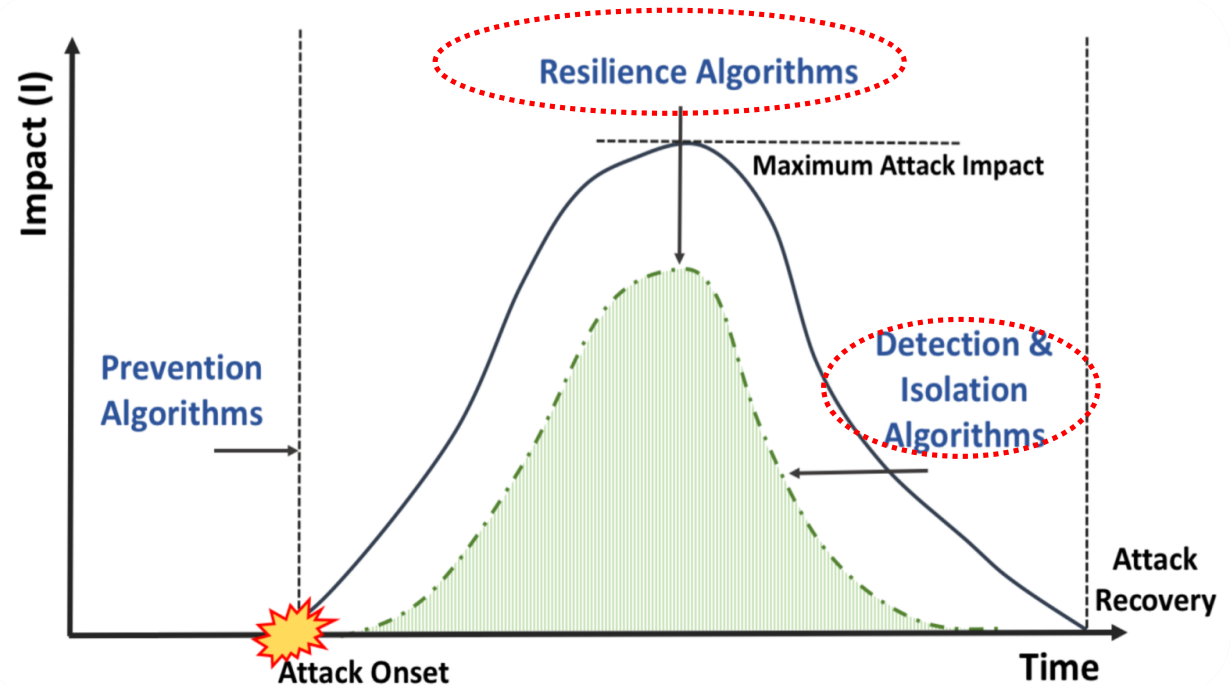 Resilience Algorithms
Impact (I)
Maximum Attack Impact
Prevention
Algorithms
Detection &
Isolation
Algorithms
Attack
Recovery
Attack Onset
Time